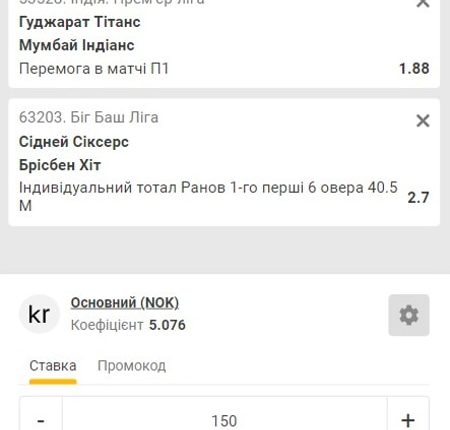 63320. Індія. Прем'єр ліга
Гуджарат Тітанс
Мумбай Індіанс
Перемога в матчі П1
1.88
63203. Біг Баш Ліга
Сідней Сіксерс
Брісбен Хіт
Індивідуальний тотал Ранов 1-го перші 6 овера 40.5
М
2.7
kr
Основний (NOK)
Коефіцієнт 5.076
Ставка Промокод
- 150 +